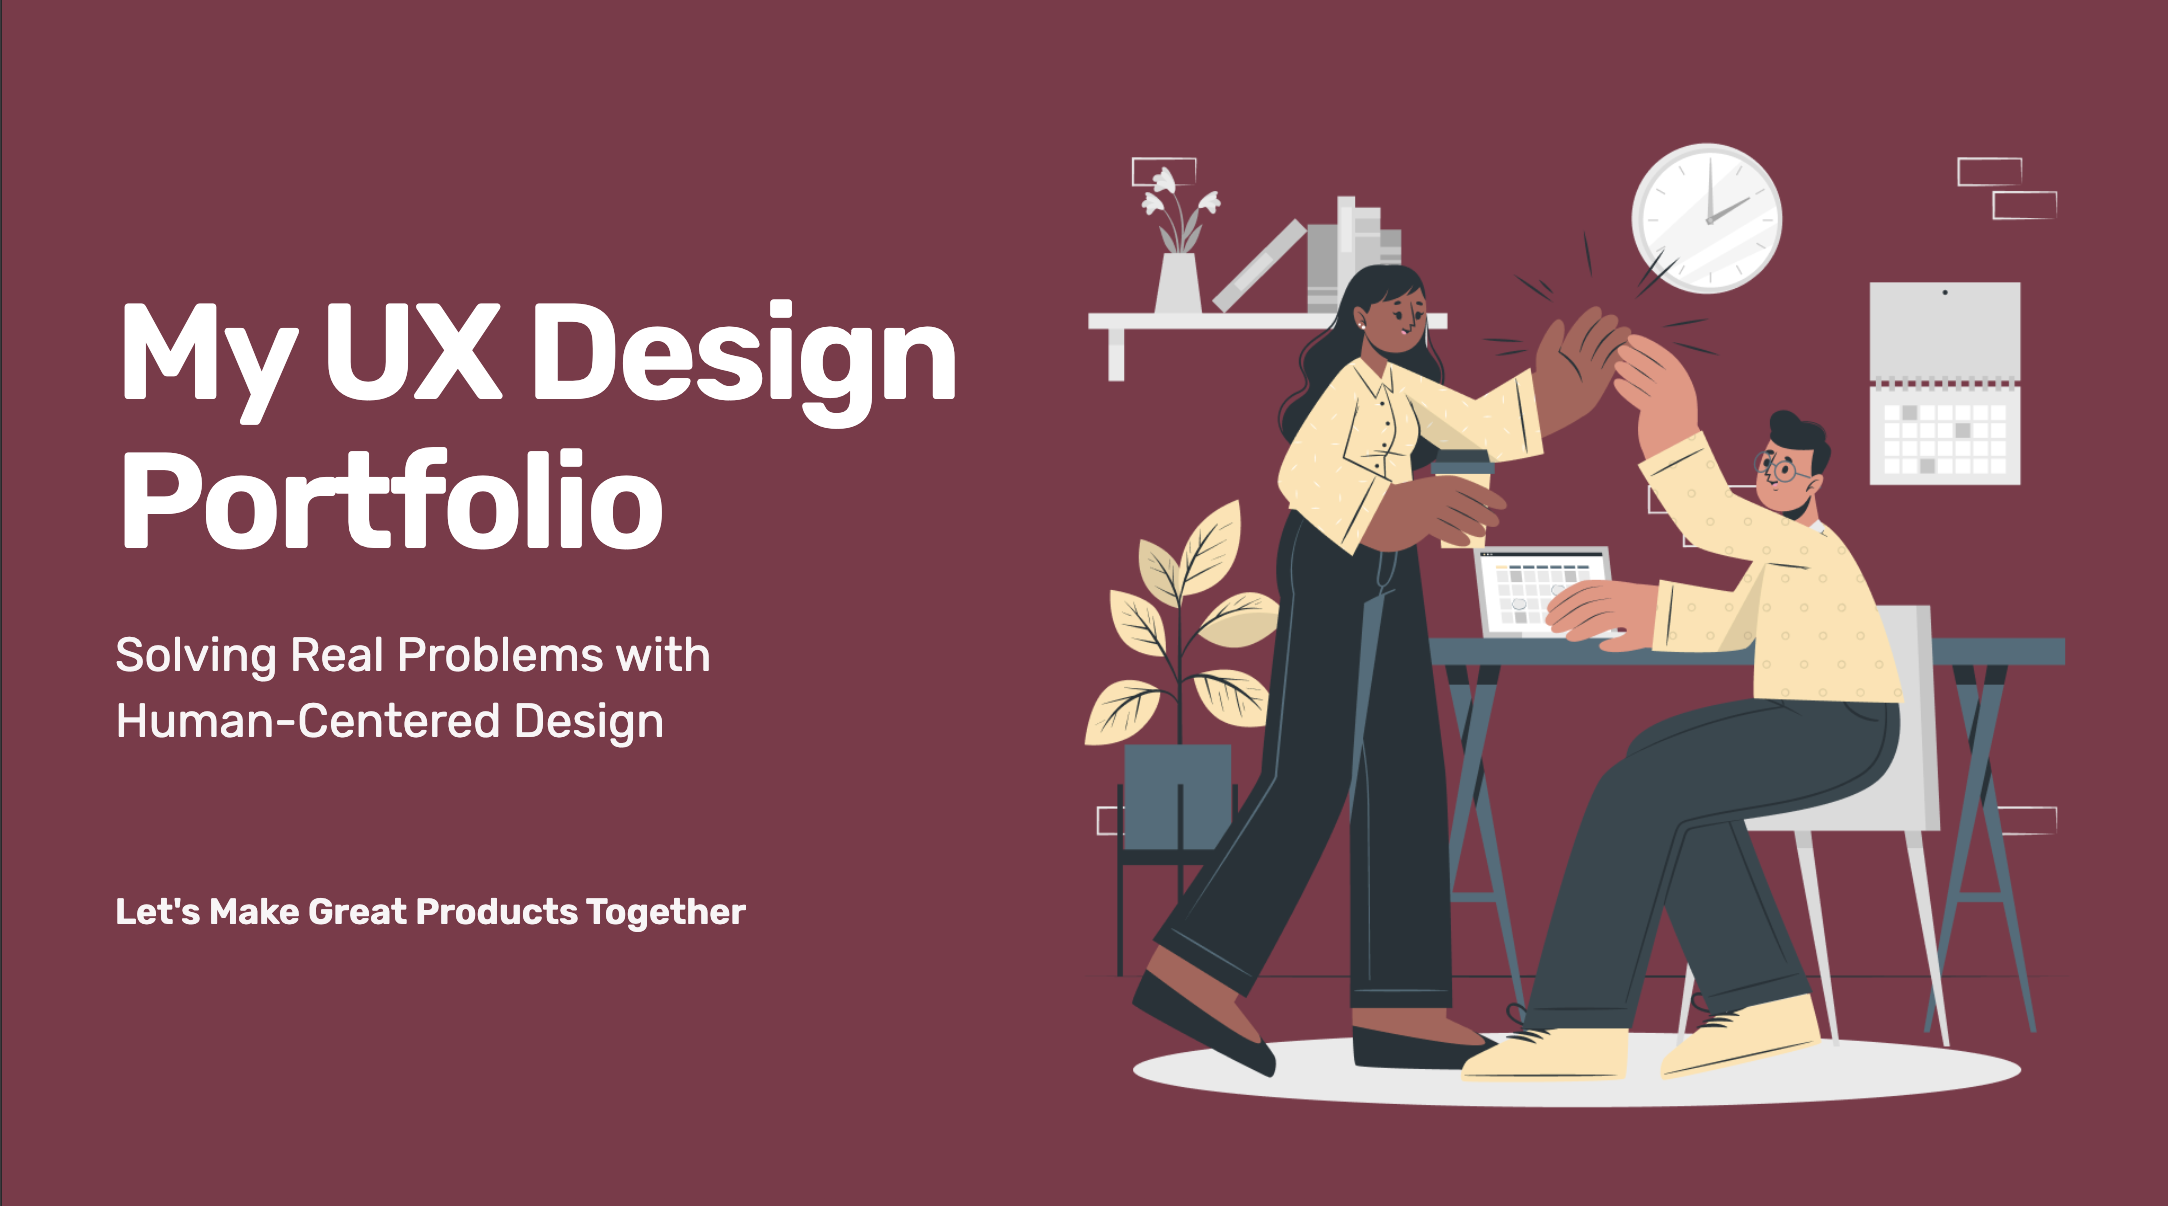 My UX Design
Portfolio
Solving Real Problems with
Human-Centered Design
Let's Make Great Products Together